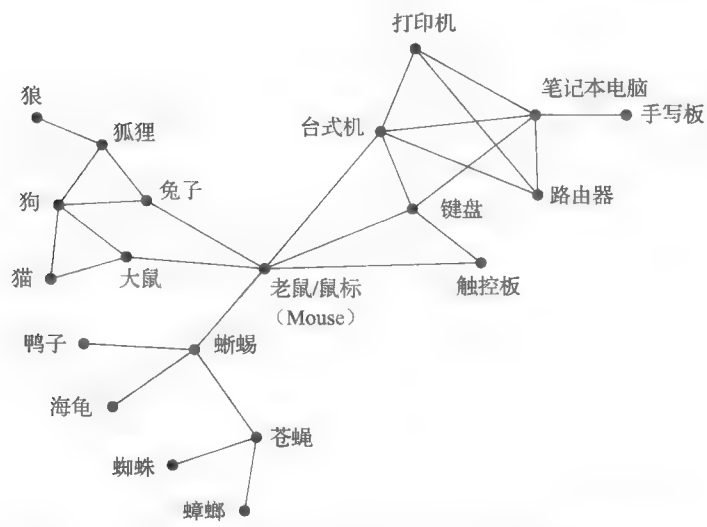 打印机
狼
笔记本电脑
手写板
狐狸
台式机
狗
兔子
路由器
键盘
猫
大鼠
老鼠/鼠标
(Mouse)
触控板
鸭子
蜥蜴
海龟
苍蝇
蜘蛛
蟑螂